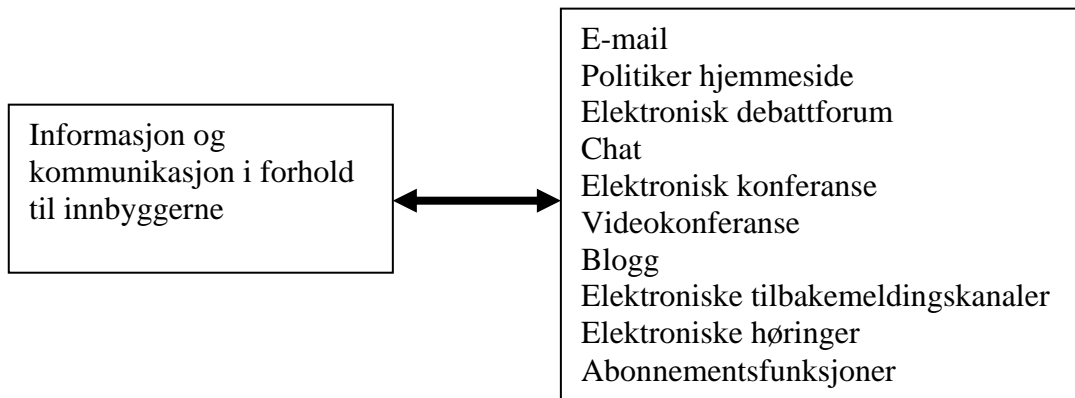 Informasjon og
kommunikasjon i forhold
til innbyggerne
E-mail
Politiker hjemmeside
Elektronisk debattforum
Chat
Elektronisk konferanse
Videokonferanse
Blogg
Elektroniske tilbakemeldingskanaler
Elektroniske høringer
Abonnementsfunksjoner